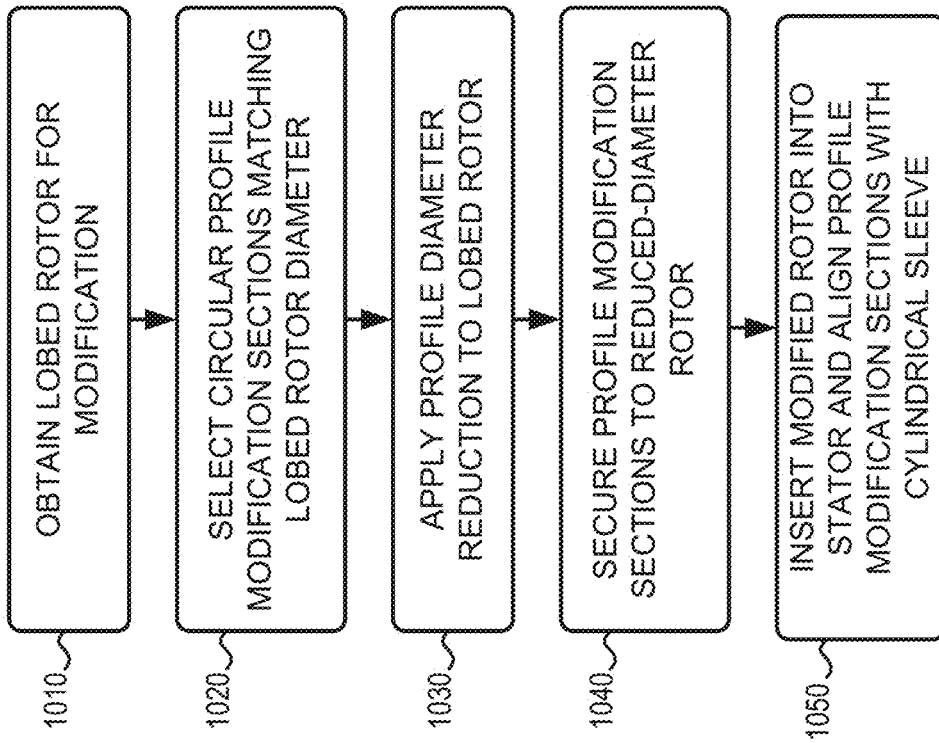 1010
OBTAIN LOBED ROTOR FOR
MODIFICATION
1020
SELECT CIRCULAR PROFILE
MODIFICATION SECTIONS MATCHING
LOBED ROTOR DIAMETER
1030
APPLY PROFILE DIAMETER
REDUCTION TO LOBED ROTOR
1040
SECURE PROFILE MODIFICATION
SECTIONS TO REDUCED-DIAMETER
ROTOR
1050
INSERT MODIFIED ROTOR INTO
STATOR AND ALIGN PROFILE
MODIFICATION SECTIONS WITH
CYLINDRICAL SLEEVE